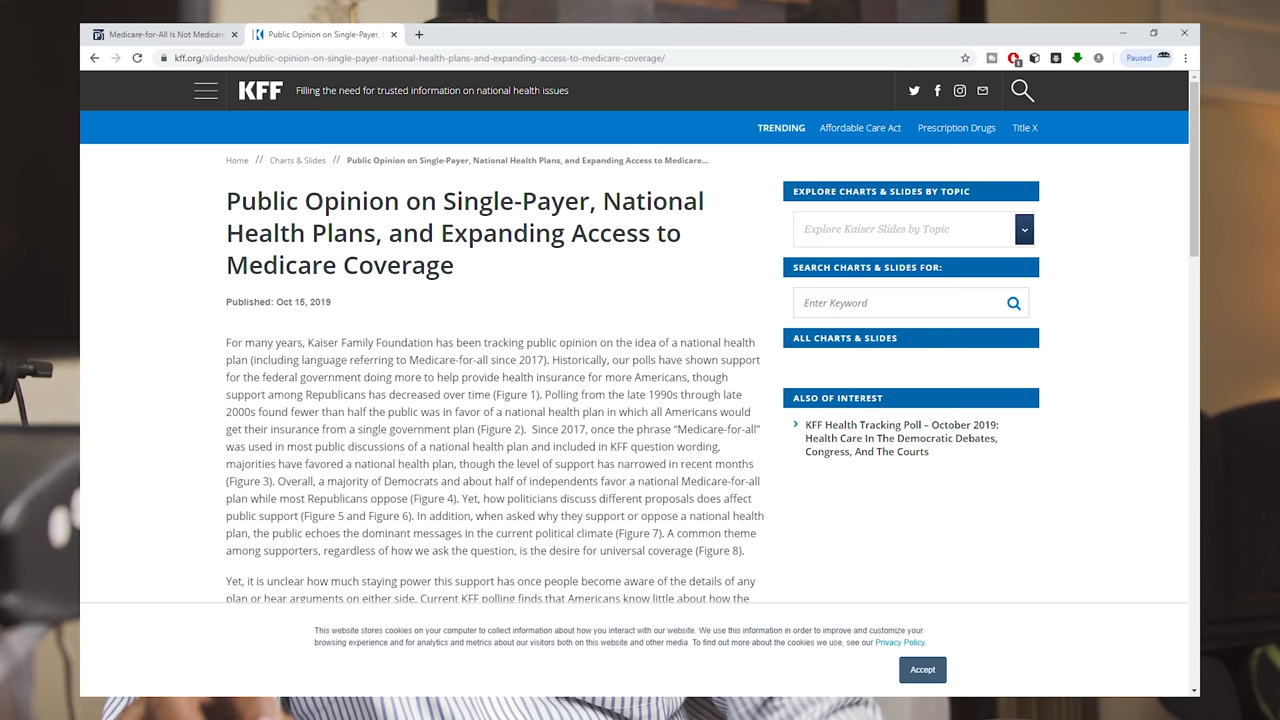 Medicare-for-All Is Not Medicare
Public Opinion on Single-Payer,
kff.org/slideshow/public-opinion-on-single-payer-national-health-plans-and-expanding-access-to-medicare-coverage/
Paused
KFF Filling the need for trusted information on national health issues
TRENDING Affordable Care Act Prescription Drugs Title X
Home // Charts & Slides // Public Opinion on Single-Payer, National Health Plans, and Expanding Access to Medicare...
Public Opinion on Single-Payer, National
Health Plans, and Expanding Access to
Medicare Coverage
Published: Oct 15, 2019
For many years, Kaiser Family Foundation has been tracking public opinion on the idea of a national health
plan (including language referring to Medicare-for-all since 2017). Historically, our polls have shown support
for the federal government doing more to help provide health insurance for more Americans, though
support among Republicans has decreased over time (Figure 1). Polling from the late 1990s through late
2000s found fewer than half the public was in favor of a national health plan in which all Americans would
get their insurance from a single government plan (Figure 2). Since 2017, once the phrase “Medicare-for-all”
was used in most public discussions of a national health plan and included in KFF question wording,
majorities have favored a national health plan, though the level of support has narrowed in recent months
(Figure 3). Overall, a majority of Democrats and about half of independents favor a national Medicare-for-all
plan while most Republicans oppose (Figure 4). Yet, how politicians discuss different proposals does affect
public support (Figure 5 and Figure 6). In addition, when asked why they support or oppose a national health
plan, the public echoes the dominant messages in the current political climate (Figure 7). A common theme
among supporters, regardless of how we ask the question, is the desire for universal coverage (Figure 8).
Yet, it is unclear how much staying power this support has once people become aware of the details of any
plan or hear arguments on either side. Current KFF polling finds that Americans know little about how the
EXPLORE CHARTS & SLIDES BY TOPIC
Explore Kaiser Slides by Topic
SEARCH CHARTS & SLIDES FOR:
Enter Keyword
ALL CHARTS & SLIDES
ALSO OF INTEREST
KFF Health Tracking Poll – October 2019:
Health Care In The Democratic Debates,
Congress, And The Courts
This website stores cookies on your computer to collect information about how you interact with our website. We use this information in order to improve and customize your
browsing experience and for analytics and metrics about our visitors both on this website and other media. To find out more about the cookies we use, see our Privacy Policy.
Accept